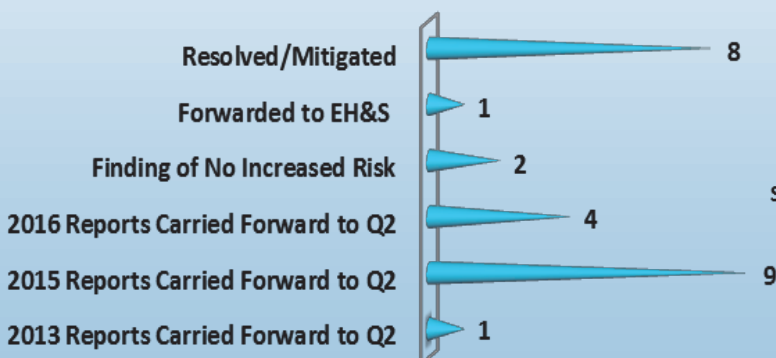 Resolved/Mitigated 8
Forwarded to EH&S 1
Finding of No Increased Risk 2
2016 Reports Carried Forward to Q2 4
2015 Reports Carried Forward to Q2 9
2013 Reports Carried Forward to Q2 1